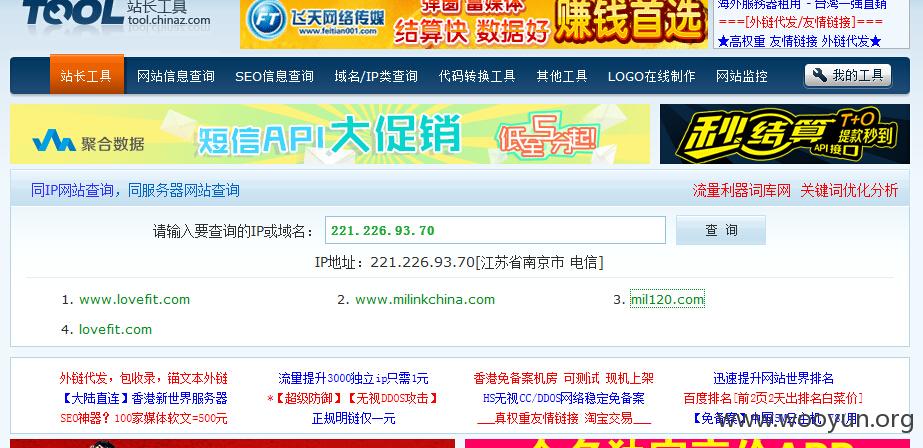 TOOL 站长工具
tool.chinaz.com
飞天网络传媒
www.feitian001.com
弹窗 富媒体
结算快 数据好
赚钱首选
海外服务器租用 - 台湾一强直销
===[外链代发/友情链接]===
★高权重 友情链接 外链代发★
站长工具 网站信息查询 SEO信息查询 域名/IP类查询 代码转换工具 其他工具 LOGO在线制作 网站监控 我的工具
聚合数据 短信API大促销 低至5分起!
秒结算 T+0 提款秒到 API接口
同IP网站查询，同服务器网站查询 流量利器词库网 关键词优化分析
请输入要查询的IP或域名： 221.226.93.70 查 询
IP地址：221.226.93.70[江苏省南京市 电信]
1. www.lovefit.com 2. www.milinkchina.com 3. mil120.com
4. lovefit.com
外链代发，包收录，锚文本外链 流量提升3000独立ip只需1元 香港免备案机房 可测试 现机上架 迅速提升网站世界排名
【大陆直连】香港新世界服务器 *【超级防御】【无视DDOS攻击】 HS无视CC/DDOS网络稳定免备案 百度排名[前2页2天出排名白菜价]
SEO神器？100家媒体软文=500元 正规明链仅一元 ___真权重友情链接 淘宝交易___ 【免备案】
www.wooyun.org